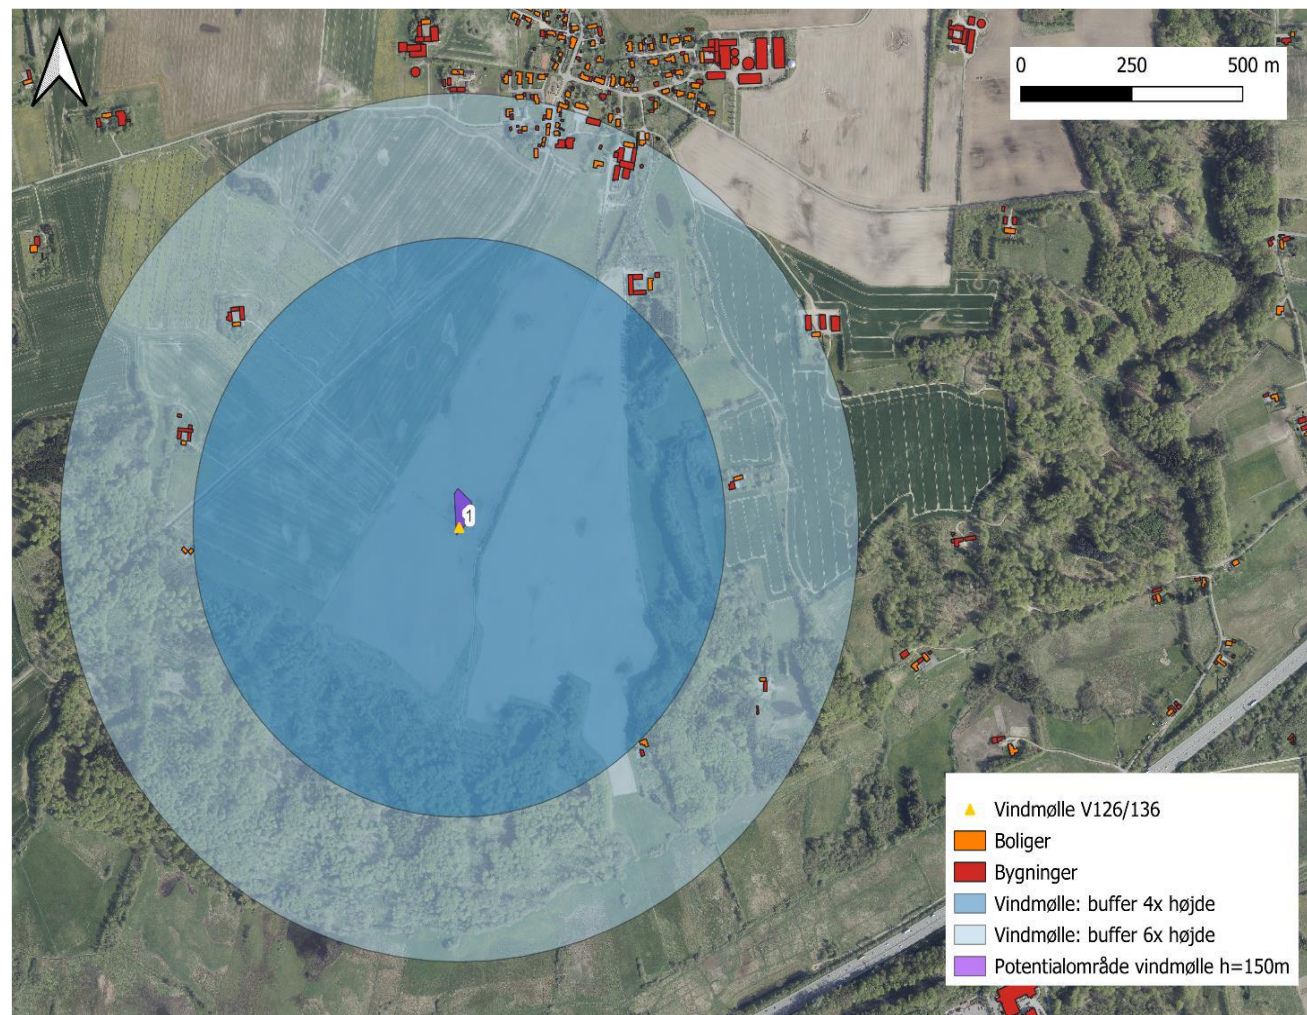 0 250 500 m
1
Vindmølle V126/136
Boliger
Bygninger
Vindmølle: buffer 4x højde
Vindmølle: buffer 6x højde
Potentialområde vindmølle h=150m